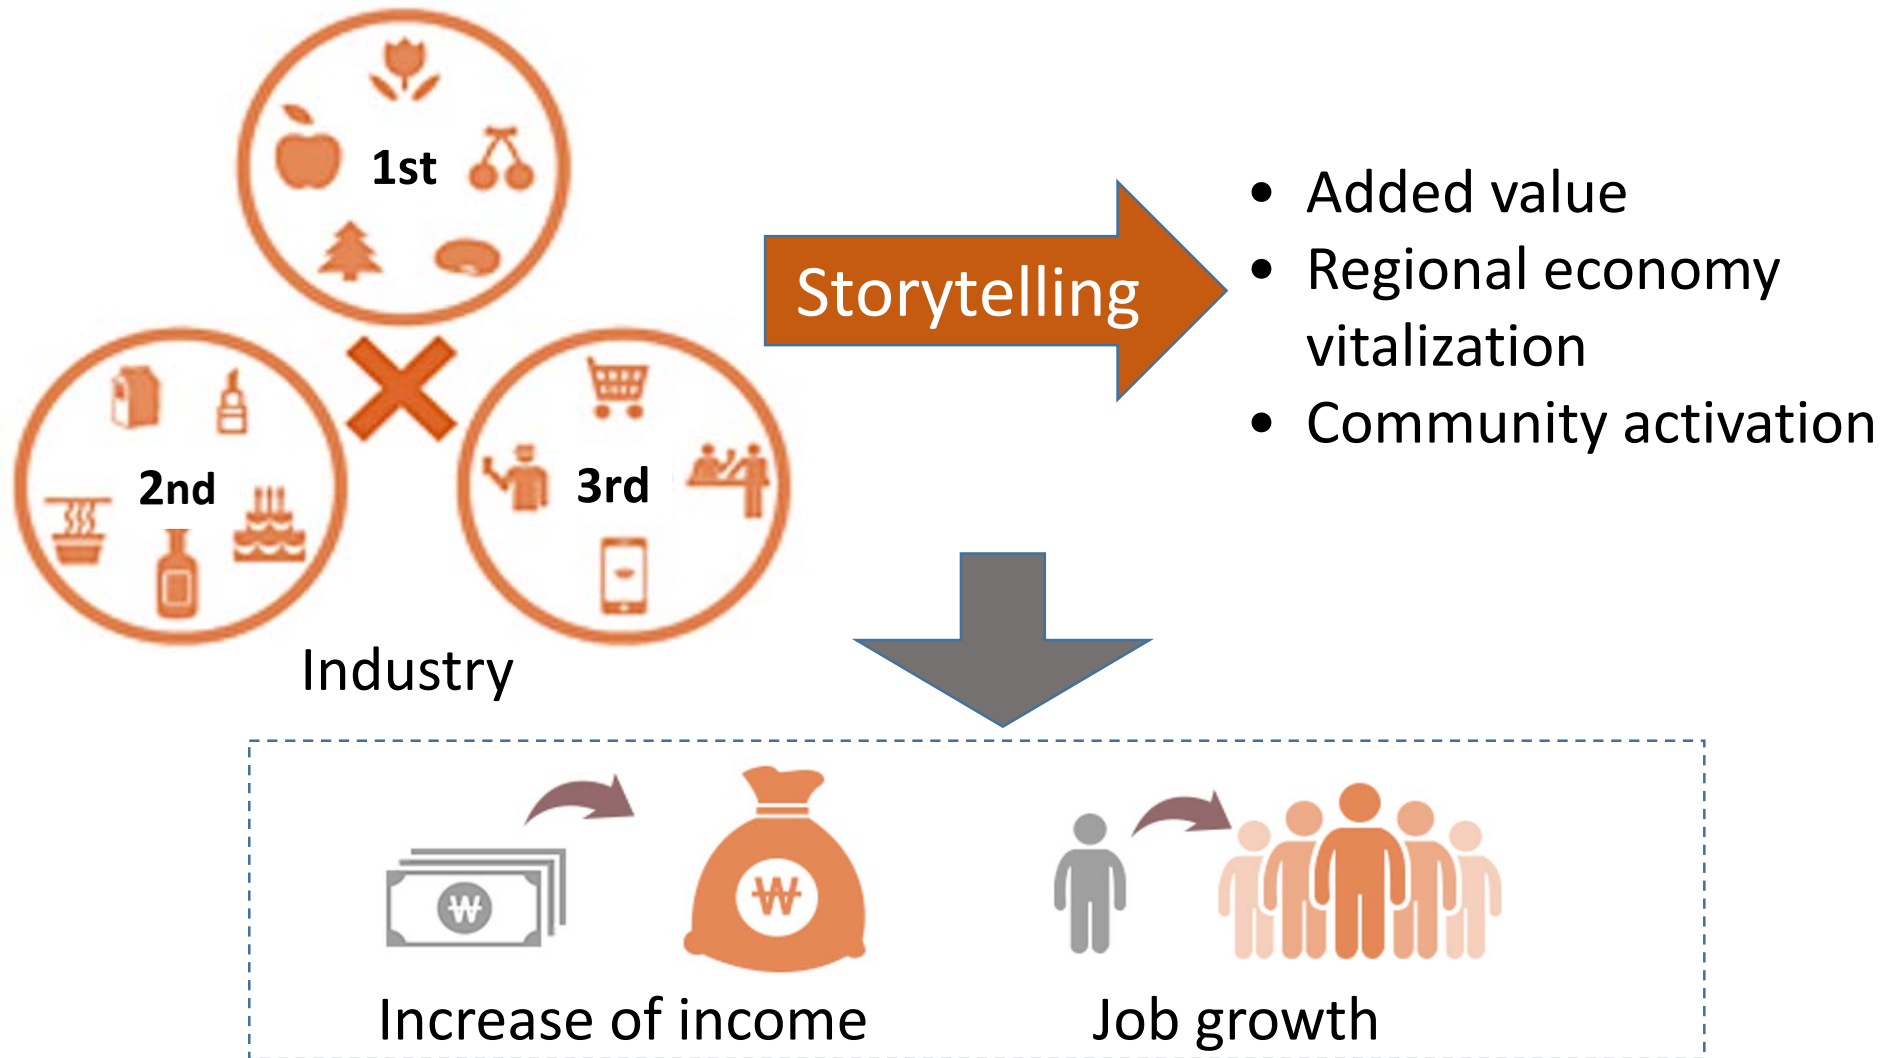 1st
2nd
3rd
Industry
Storytelling
• Added value
• Regional economy
vitalization
• Community activation
₩
₩
Increase of income
Job growth